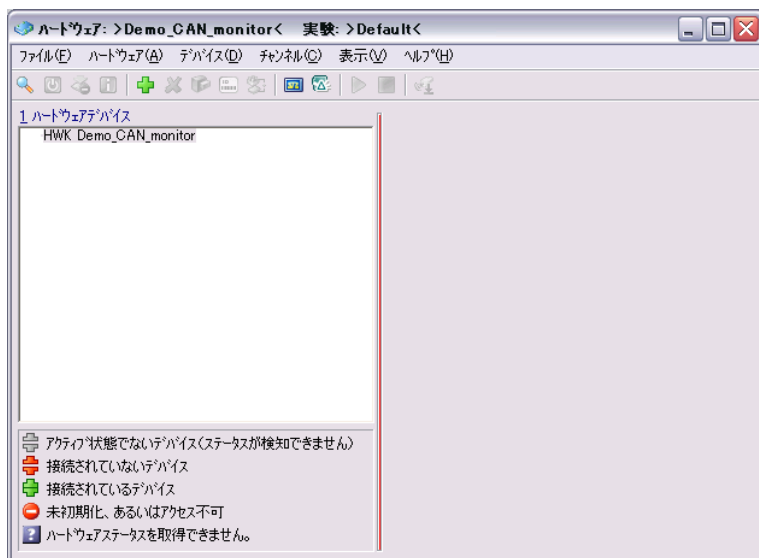 ハードウェア: >Demo_CAN_monitor<　実験: >Default<
ファイル(F)　ハードウェア(A)　デバイス(D)　チャンネル(C)　表示(V)　ヘルプ(H)
1 ハードウェアデバイス
HWK Demo_CAN_monitor
アクティブ状態でないデバイス(ステータスが検知できません)
接続されていないデバイス
接続されているデバイス
未初期化、あるいはアクセス不可
ハードウェアステータスを取得できません。